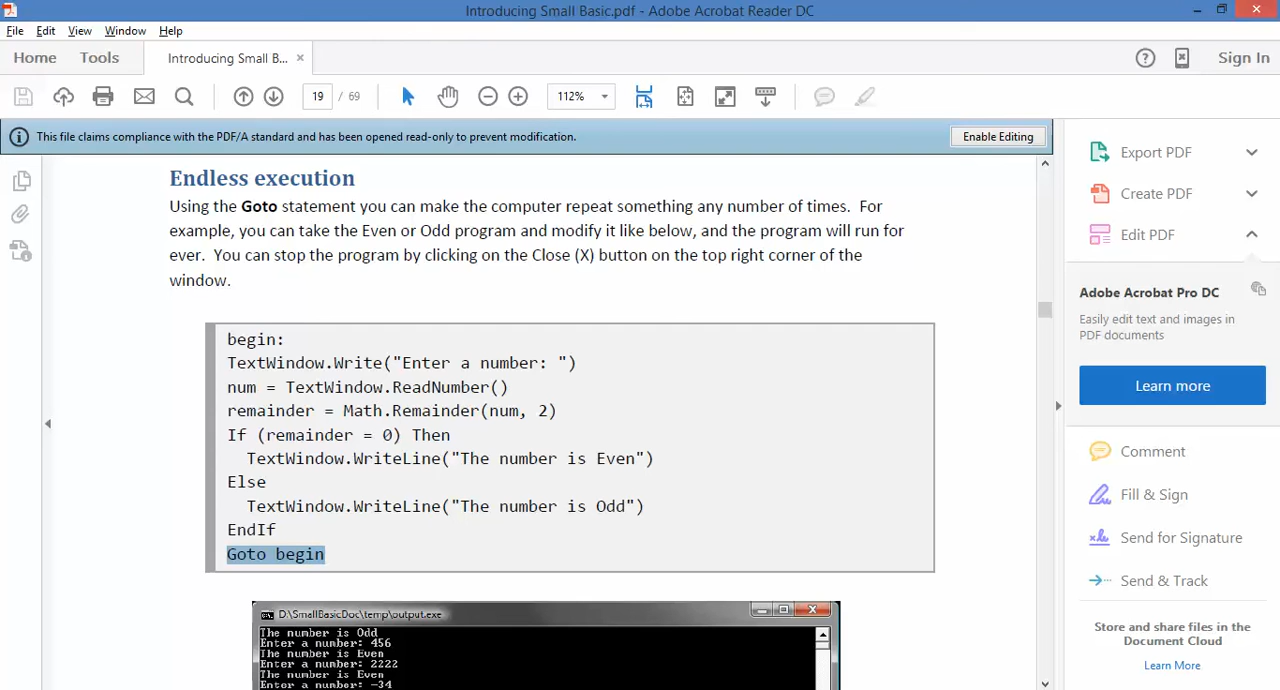 Introducing Small Basic.pdf - Adobe Acrobat Reader DC
File Edit View Window Help
Home Tools Introducing Small B... × Sign In
19 / 69 112%
This file claims compliance with the PDF/A standard and has been opened read-only to prevent modification. Enable Editing
Endless execution
Using the Goto statement you can make the computer repeat something any number of times. For
example, you can take the Even or Odd program and modify it like below, and the program will run for
ever. You can stop the program by clicking on the Close (X) button on the top right corner of the
window.
begin:
TextWindow.Write("Enter a number: ")
num = TextWindow.ReadNumber()
remainder = Math.Remainder(num, 2)
If (remainder = 0) Then
TextWindow.WriteLine("The number is Even")
Else
TextWindow.WriteLine("The number is Odd")
EndIf
Goto begin
D:\SmallBasicDoc\temp\output.exe
The number is Odd
Enter a number: 456
The number is Even
Enter a number: 2222
The number is Even
Enter a number: -34
Export PDF
Create PDF
Edit PDF
Adobe Acrobat Pro DC
Easily edit text and images in
PDF documents
Learn more
Comment
Fill & Sign
Send for Signature
Send & Track
Store and share files in the
Document Cloud
Learn More